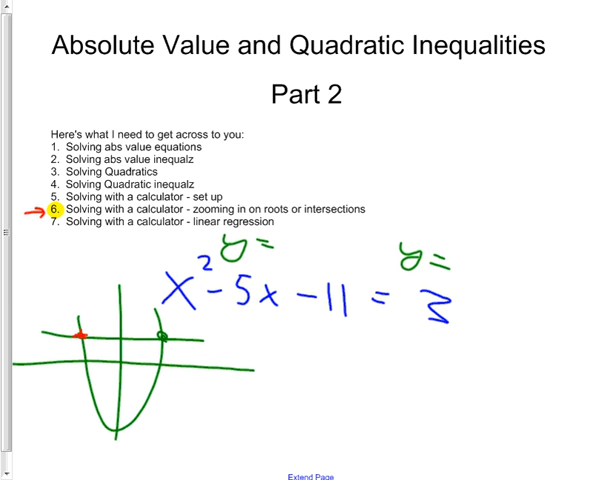 Absolute Value and Quadratic Inequalities
Part 2
Here's what I need to get across to you:
1. Solving abs value equations
2. Solving abs value inequalz
3. Solving Quadratics
4. Solving Quadratic inequalz
5. Solving with a calculator - set up
6. Solving with a calculator - zooming in on roots or intersections
7. Solving with a calculator - linear regression
y = y =
x² - 5x - 11 = 3
Extend Page